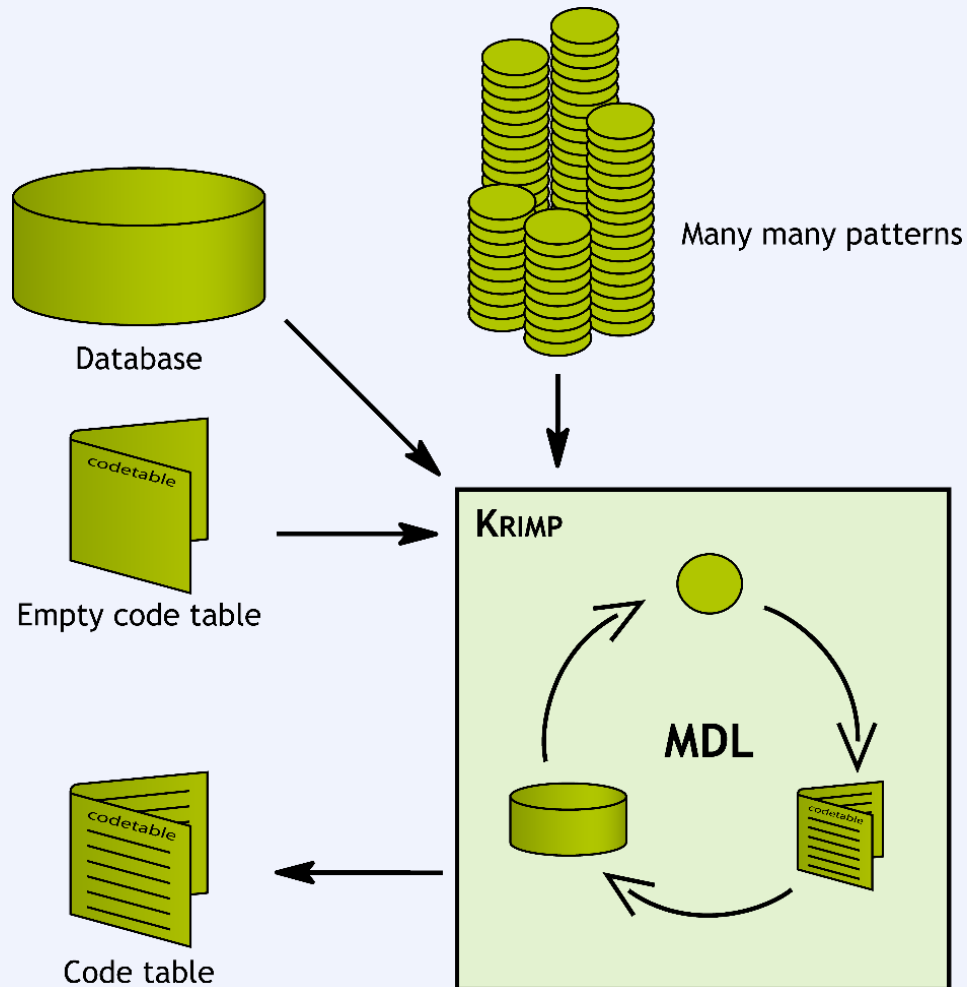 Many many patterns
Database
codetable
Empty code table
KRIMP
MDL
codetable
codetable
Code table